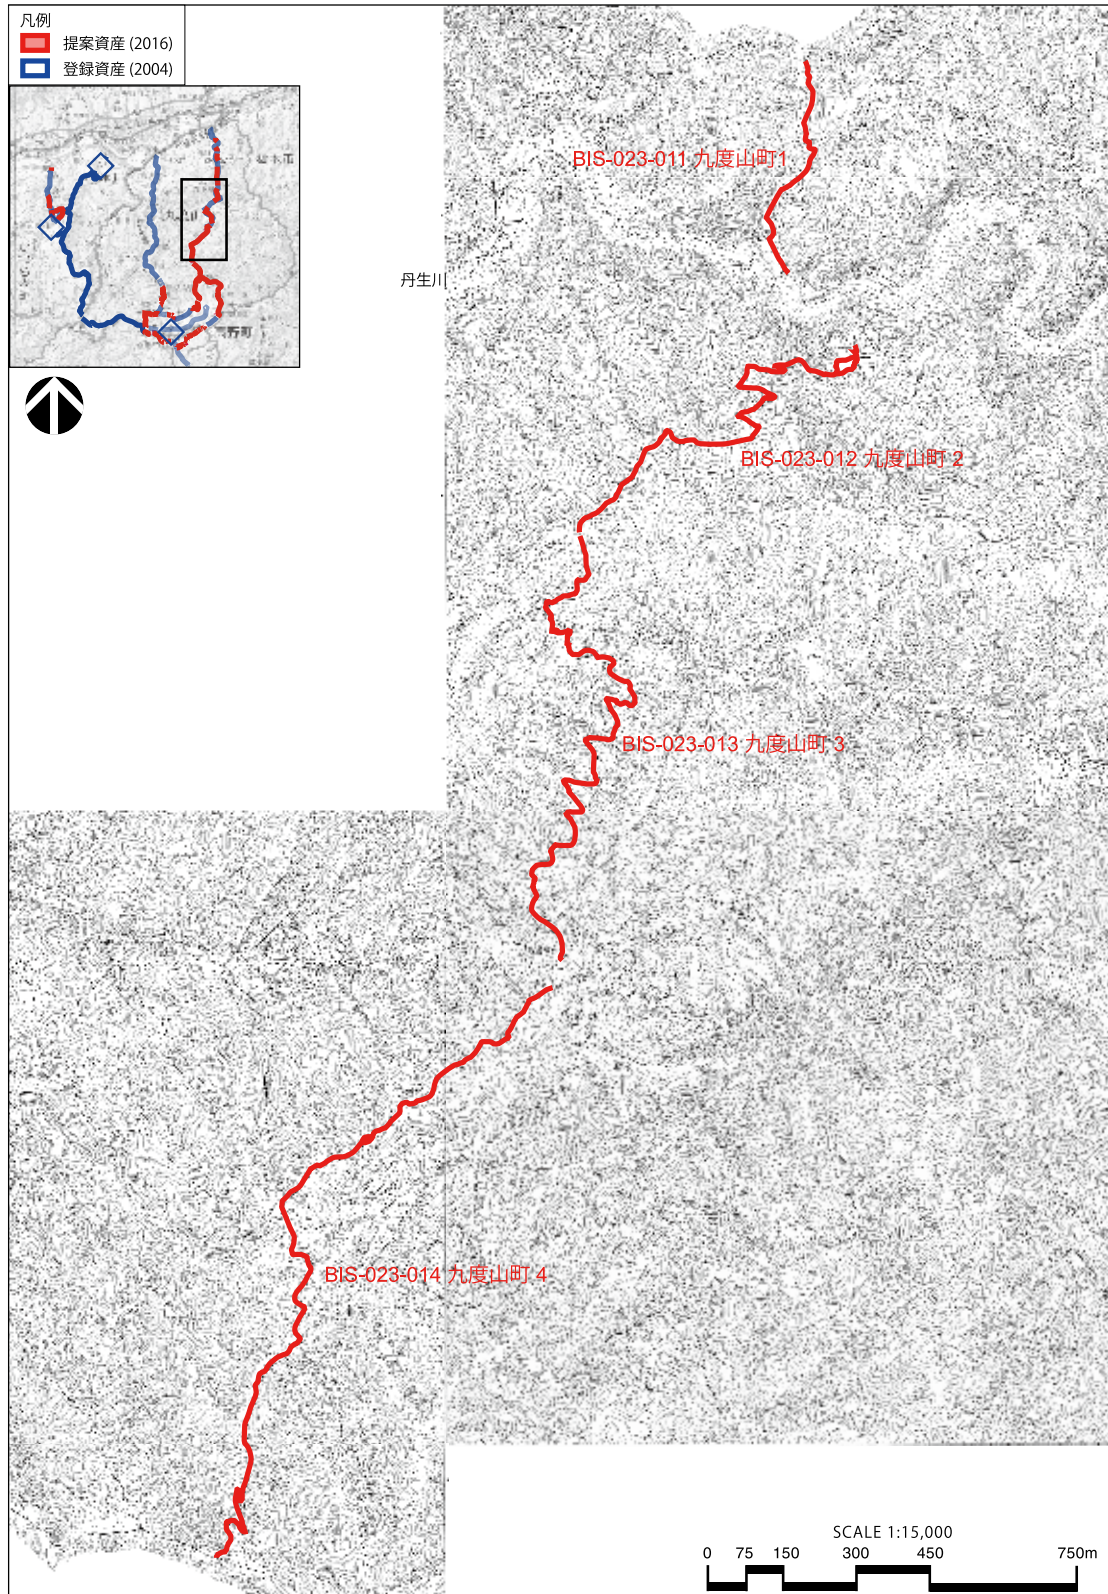 凡例
提案資産 (2016)
登録資産 (2004)
丹生川
BIS-023-011 九度山町1
BIS-023-012 九度山町 2
BIS-023-013 九度山町 3
BIS-023-014 九度山町 4
SCALE 1:15,000
0 75 150 300 450 750m